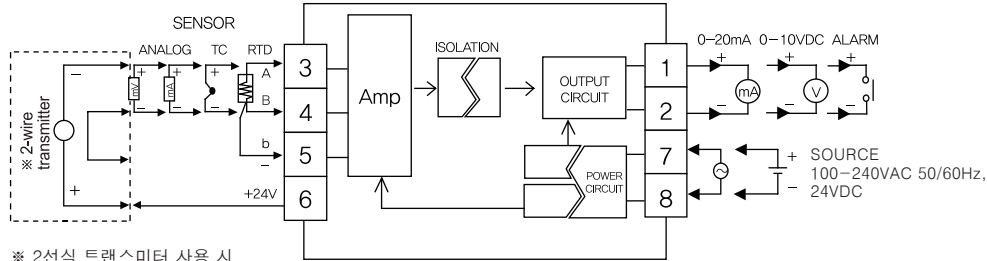 SENSOR
ANALOG TC RTD
ISOLATION
0-20mA 0-10VDC ALARM
※ 2-wire
transmitter
− + − + − + − A
mV mA
+ − + − + −
3
Amp
OUTPUT
CIRCUIT
1
mA V
B
4
2
b
−
5
7
POWER
CIRCUIT
+
−
SOURCE
100-240VAC 50/60Hz,
24VDC
+
+24V
6
8
※ 2선식 트랜스미터 사용 시